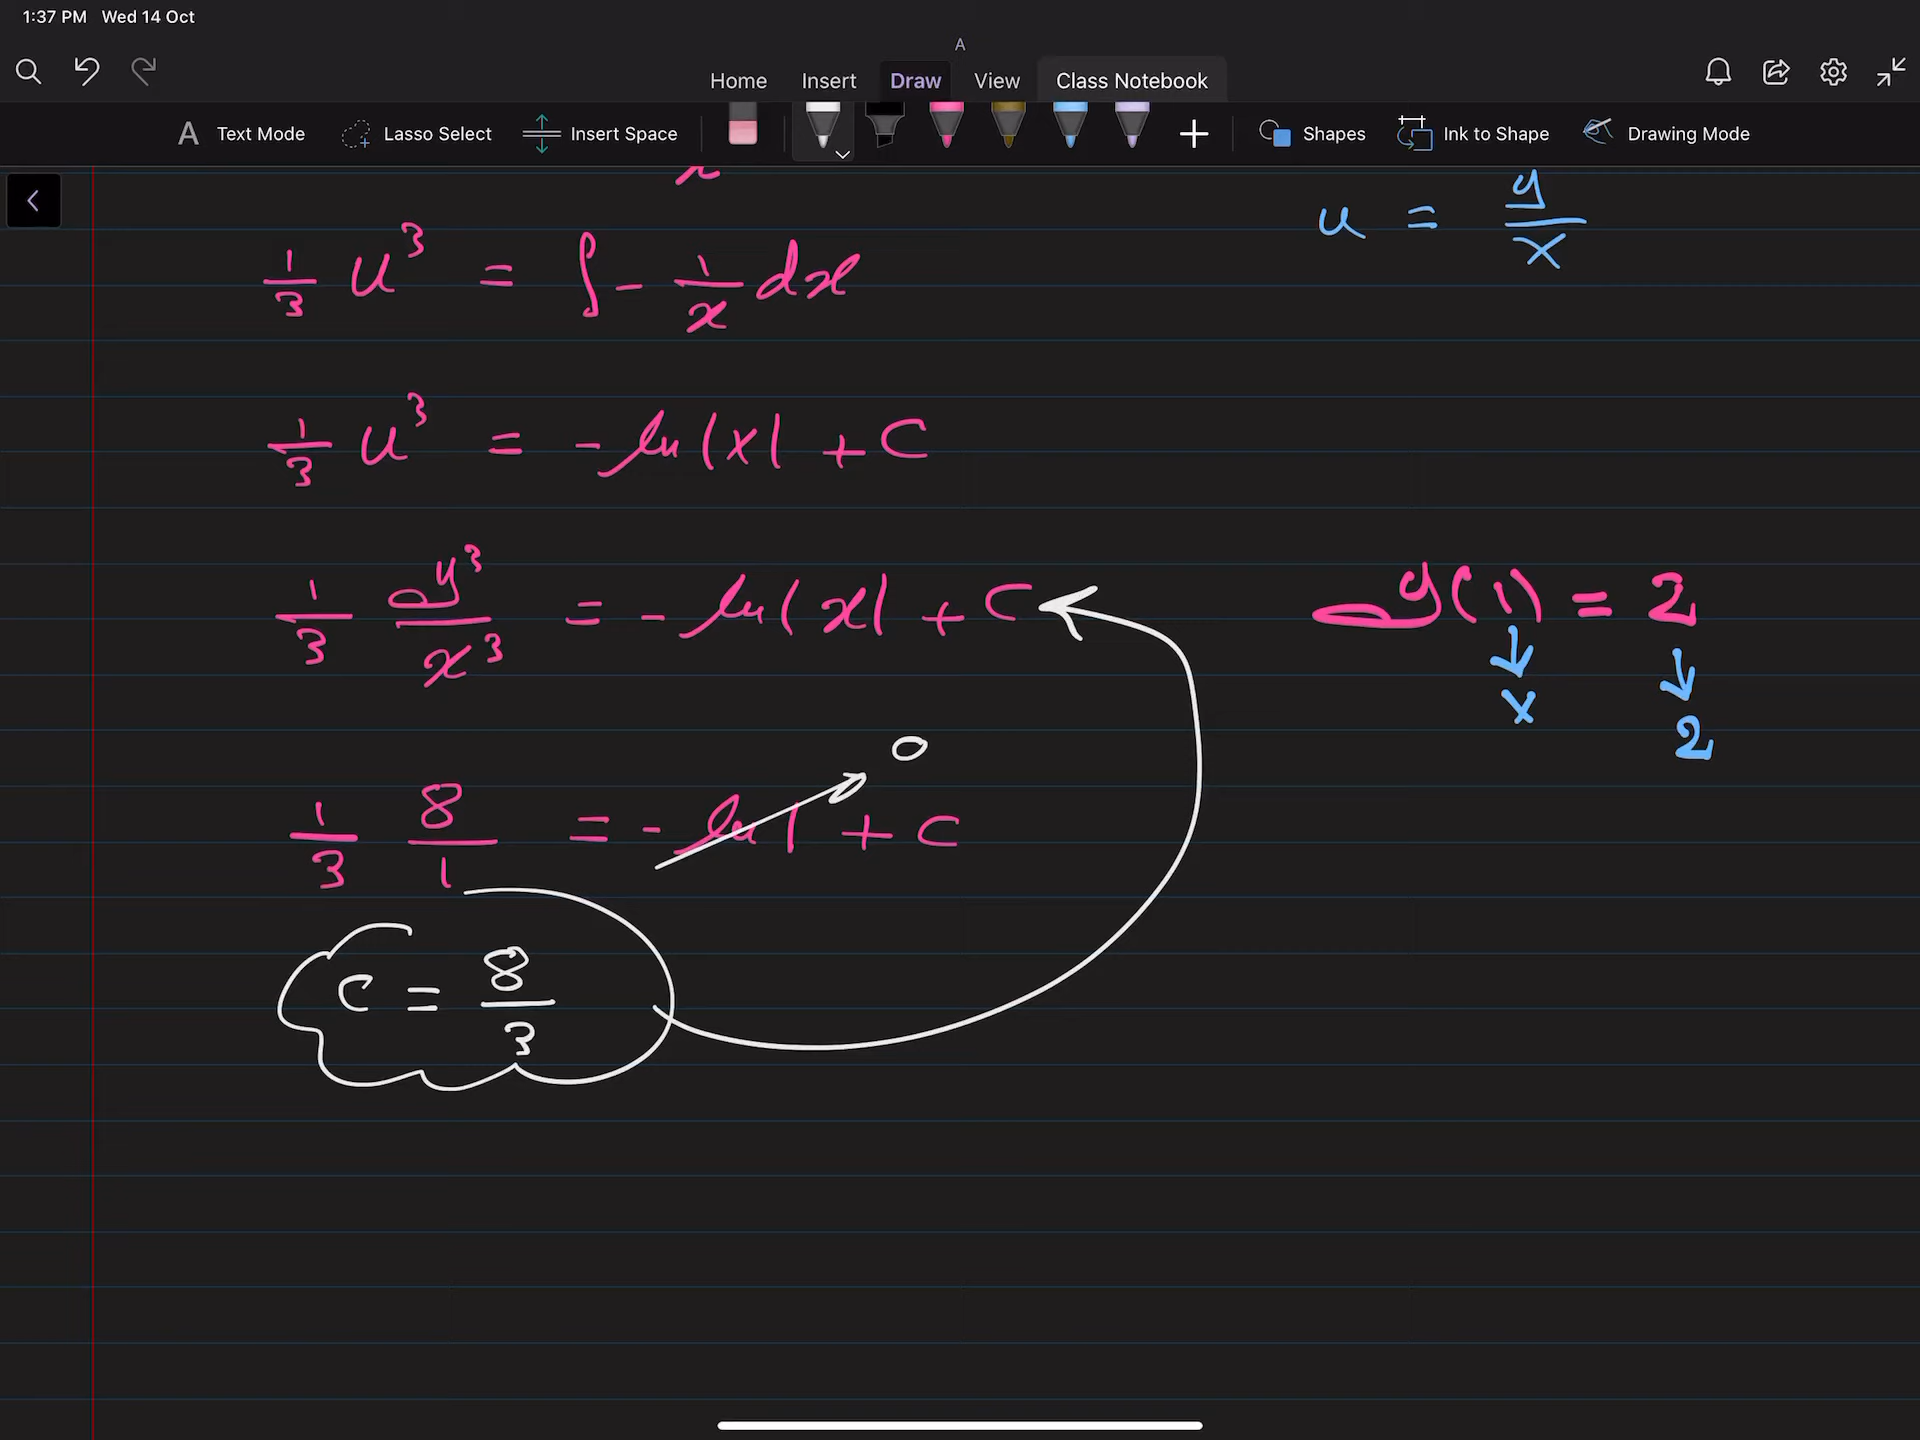 1:37 PM Wed 14 Oct
A
Home Insert Draw View Class Notebook
A Text Mode Lasso Select Insert Space Shapes Ink to Shape Drawing Mode
u = y/x
1/3 u³ = ∫ - 1/x dx
1/3 u³ = - ln|x| + C
1/3 y³/x³ = - ln|x| + C
y(1) = 2
x 2
0
1/3 8/1 = - ln 1 + C
C = 8/3